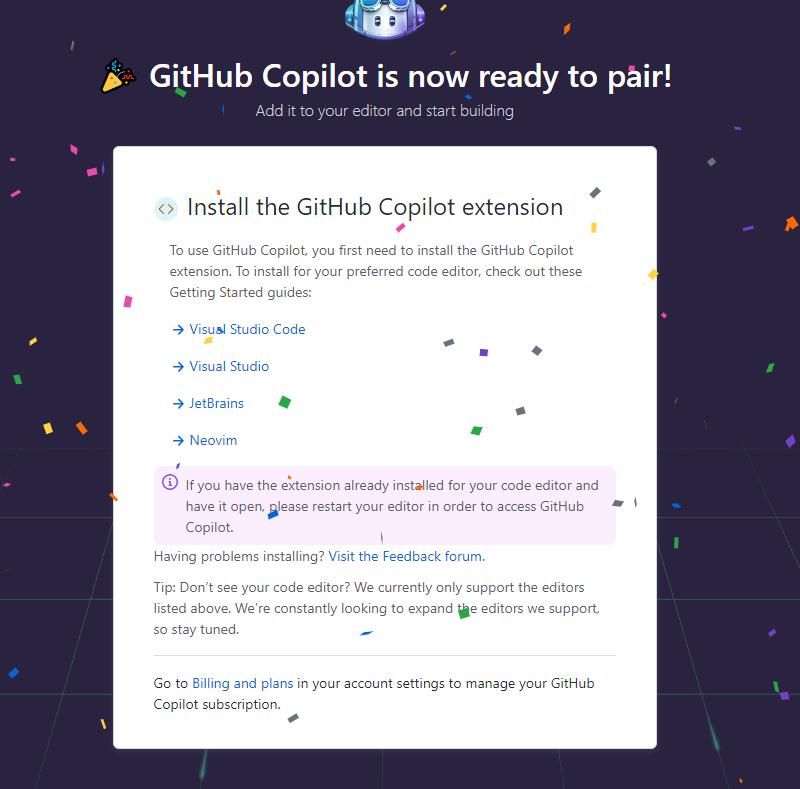 GitHub Copilot is now ready to pair!
Add it to your editor and start building
Install the GitHub Copilot extension
To use GitHub Copilot, you first need to install the GitHub Copilot
extension. To install for your preferred code editor, check out these
Getting Started guides:
→ Visual Studio Code
→ Visual Studio
→ JetBrains
→ Neovim
If you have the extension already installed for your code editor and
have it open, please restart your editor in order to access GitHub
Copilot.
Having problems installing? Visit the Feedback forum.
Tip: Don’t see your code editor? We currently only support the editors
listed above. We’re constantly looking to expand the editors we support,
so stay tuned.
Go to Billing and plans in your account settings to manage your GitHub
Copilot subscription.